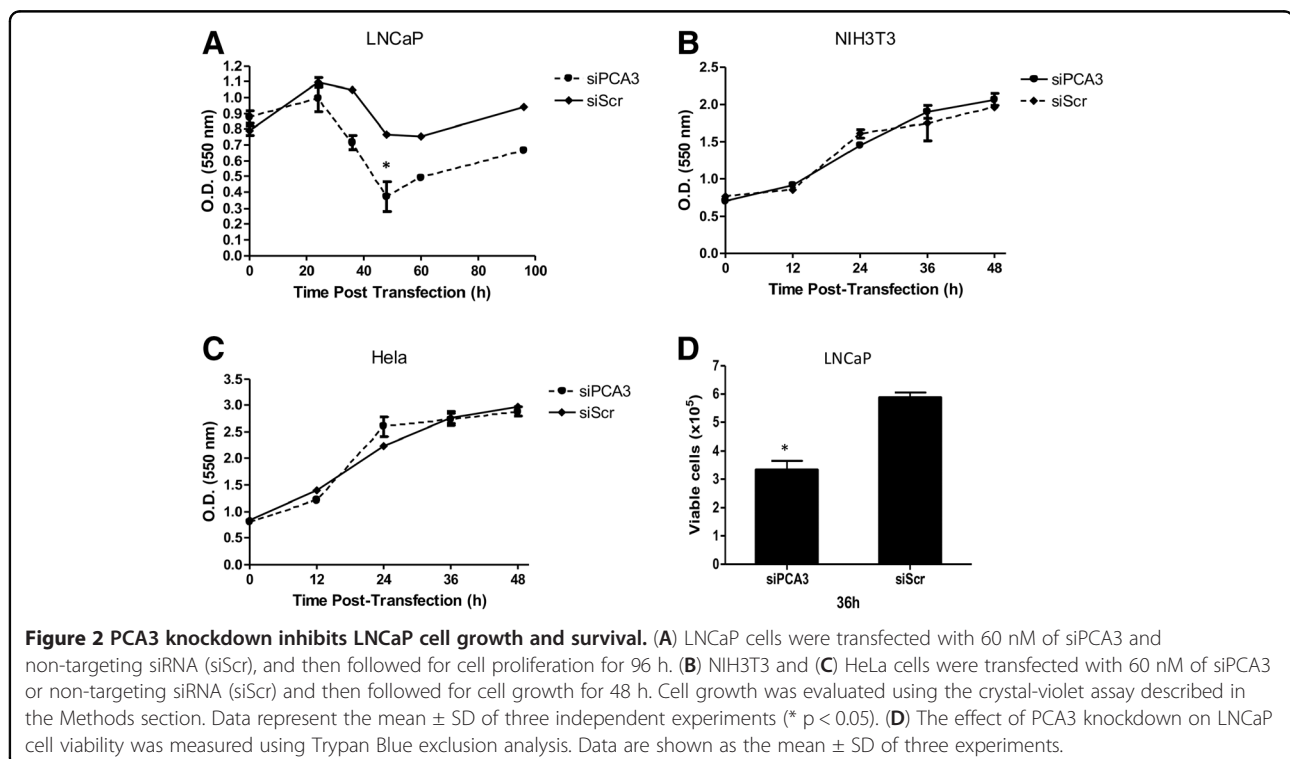 A
LNCaP
1.2
1.1
1.0
0.9
0.8
0.7
0.6
0.5
0.4
0.3
0.2
0.1
0.0
O.D. (550 nm)
*
0 20 40 60 80 100
Time Post Transfection (h)
siPCA3
siScr
B
NIH3T3
2.5
2.0
1.5
1.0
0.5
0.0
O.D. (550 nm)
0 12 24 36 48
Time Post-Transfection (h)
siPCA3
siScr
C
Hela
3.5
3.0
2.5
2.0
1.5
1.0
0.5
0.0
O.D. (550 nm)
0 12 24 36 48
Time Post-Transfection (h)
siPCA3
siScr
D
LNCaP
7
6
5
4
3
2
1
0
Viable cells (x10⁵)
*
siPCA3 siScr
36h
Figure 2 PCA3 knockdown inhibits LNCaP cell growth and survival. (A) LNCaP cells were transfected with 60 nM of siPCA3 and
non-targeting siRNA (siScr), and then followed for cell proliferation for 96 h. (B) NIH3T3 and (C) HeLa cells were transfected with 60 nM of siPCA3
or non-targeting siRNA (siScr) and then followed for cell growth for 48 h. Cell growth was evaluated using the crystal-violet assay described in
the Methods section. Data represent the mean ± SD of three independent experiments (* p < 0.05). (D) The effect of PCA3 knockdown on LNCaP
cell viability was measured using Trypan Blue exclusion analysis. Data are shown as the mean ± SD of three experiments.